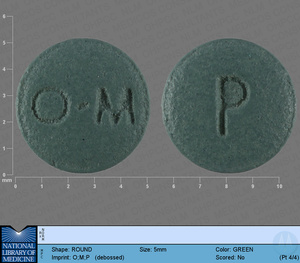 O-M P
0 1 2 3 4 5 6 7 8 9 10
mm
NATIONAL
LIBRARY OF
MEDICINE
Shape: ROUND Size: 5mm Color: GREEN
Imprint: O;M;P (debossed) Scored: No (Pt 4/4)